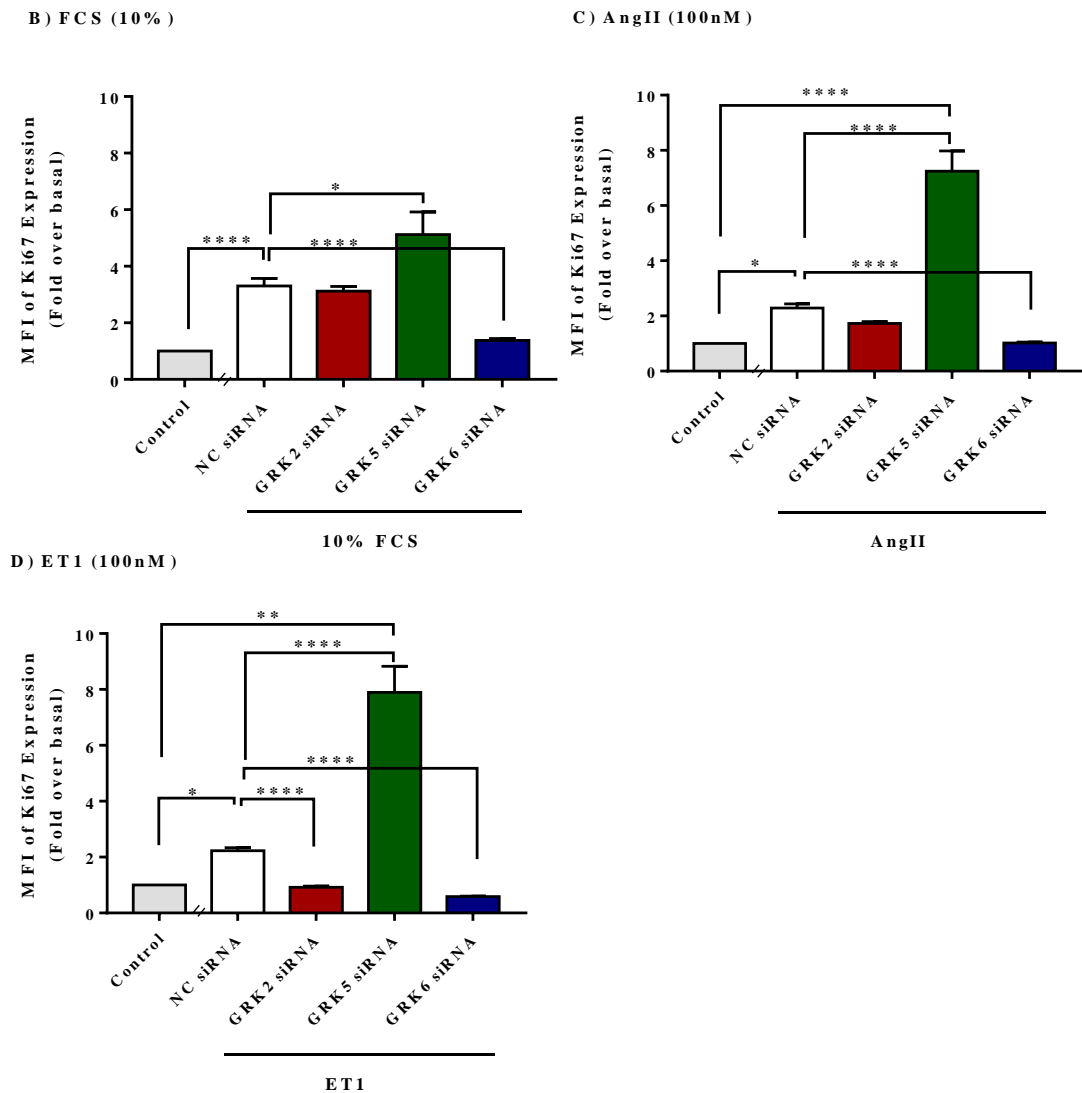 B) FCS (10%)
MFI of Ki67 Expression
(Fold over basal)
10
8
6
4
2
0
*
****
****
Control
NC siRNA
GRK2 siRNA
GRK5 siRNA
GRK6 siRNA
10% FCS
C) AngII (100nM)
MFI of Ki67 Expression
(Fold over basal)
10
8
6
4
2
0
****
****
*
****
Control
NC siRNA
GRK2 siRNA
GRK5 siRNA
GRK6 siRNA
AngII
D) ET1 (100nM)
MFI of Ki67 Expression
(Fold over basal)
10
8
6
4
2
0
**
****
****
*
****
Control
NC siRNA
GRK2 siRNA
GRK5 siRNA
GRK6 siRNA
ET1